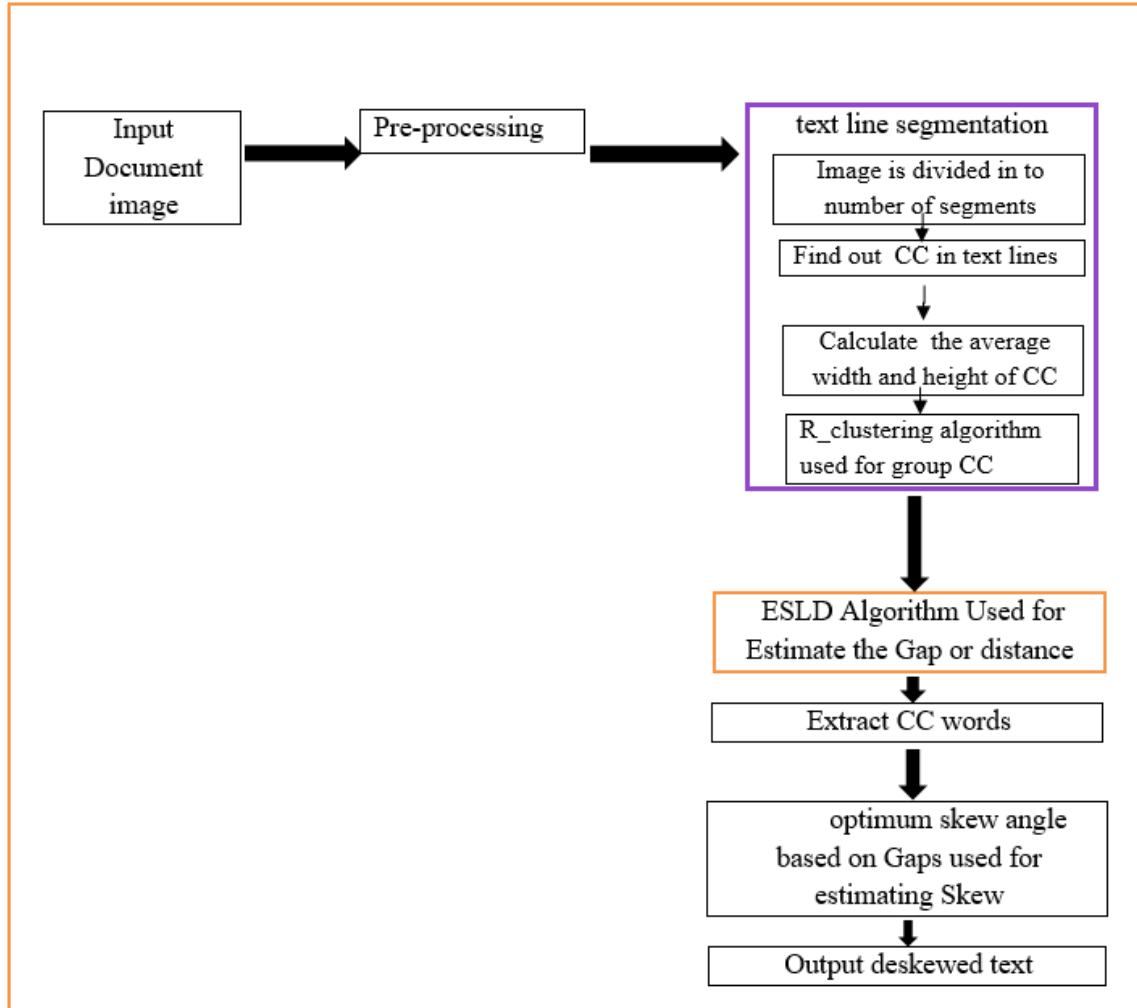 Input
Document
image
Pre-processing
text line segmentation
Image is divided in to
number of segments
Find out CC in text lines
Calculate the average
width and height of CC
R_clustering algorithm
used for group CC
ESLD Algorithm Used for
Estimate the Gap or distance
Extract CC words
optimum skew angle
based on Gaps used for
estimating Skew
Output deskewed text